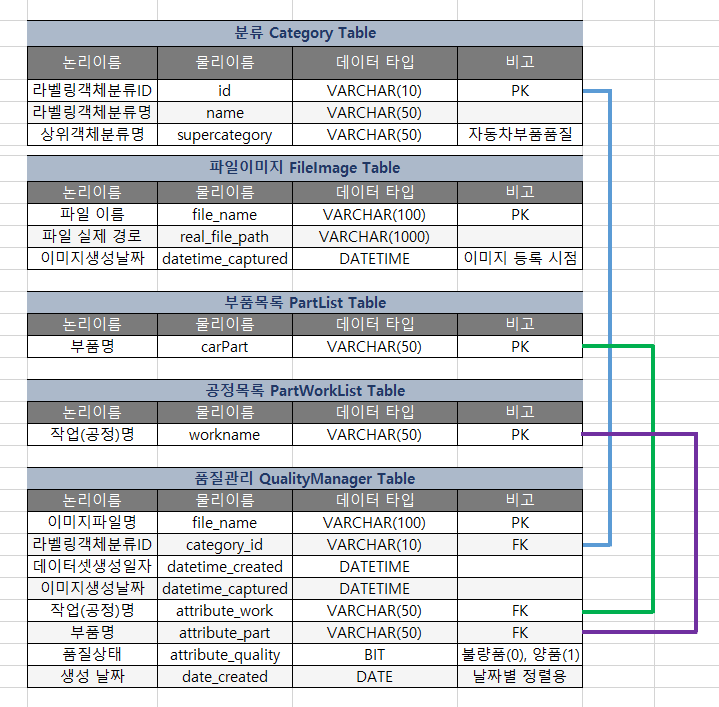 분류 Category Table
논리이름 물리이름 데이터 타입 비고
라벨링객체분류ID id VARCHAR(10) PK
라벨링객체분류명 name VARCHAR(50)
상위객체분류명 supercategory VARCHAR(50) 자동차부품품질
파일이미지 FileImage Table
논리이름 물리이름 데이터 타입 비고
파일 이름 file_name VARCHAR(100) PK
파일 실제 경로 real_file_path VARCHAR(1000)
이미지생성날짜 datetime_captured DATETIME 이미지 등록 시점
부품목록 PartList Table
논리이름 물리이름 데이터 타입 비고
부품명 carPart VARCHAR(50) PK
공정목록 PartWorkList Table
논리이름 물리이름 데이터 타입 비고
작업(공정)명 workname VARCHAR(50) PK
품질관리 QualityManager Table
논리이름 물리이름 데이터 타입 비고
이미지파일명 file_name VARCHAR(100) PK
라벨링객체분류ID category_id VARCHAR(10) FK
데이터셋생성일자 datetime_created DATETIME
이미지생성날짜 datetime_captured DATETIME
작업(공정)명 attribute_work VARCHAR(50) FK
부품명 attribute_part VARCHAR(50) FK
품질상태 attribute_quality BIT 불량품(0), 양품(1)
생성 날짜 date_created DATE 날짜별 정렬용